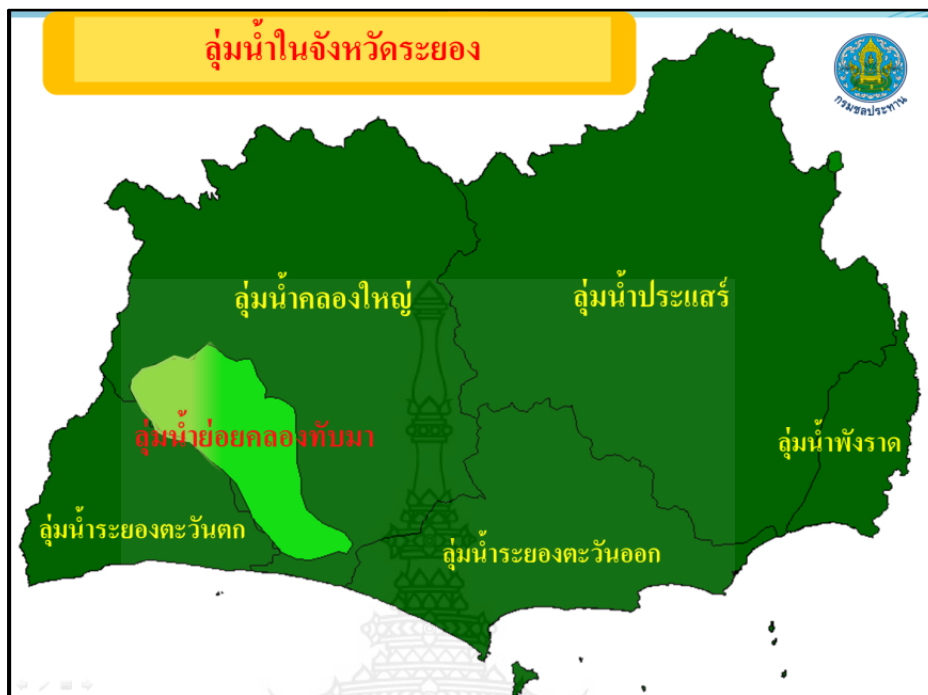 ลุ่มน้ำในจังหวัดระยอง
กรมชลประทาน
ลุ่มน้ำคลองใหญ่
ลุ่มน้ำประแสร์
ลุ่มน้ำย่อยคลองทับมา
ลุ่มน้ำพังราด
ลุ่มน้ำระยองตะวันตก
ลุ่มน้ำระยองตะวันออก